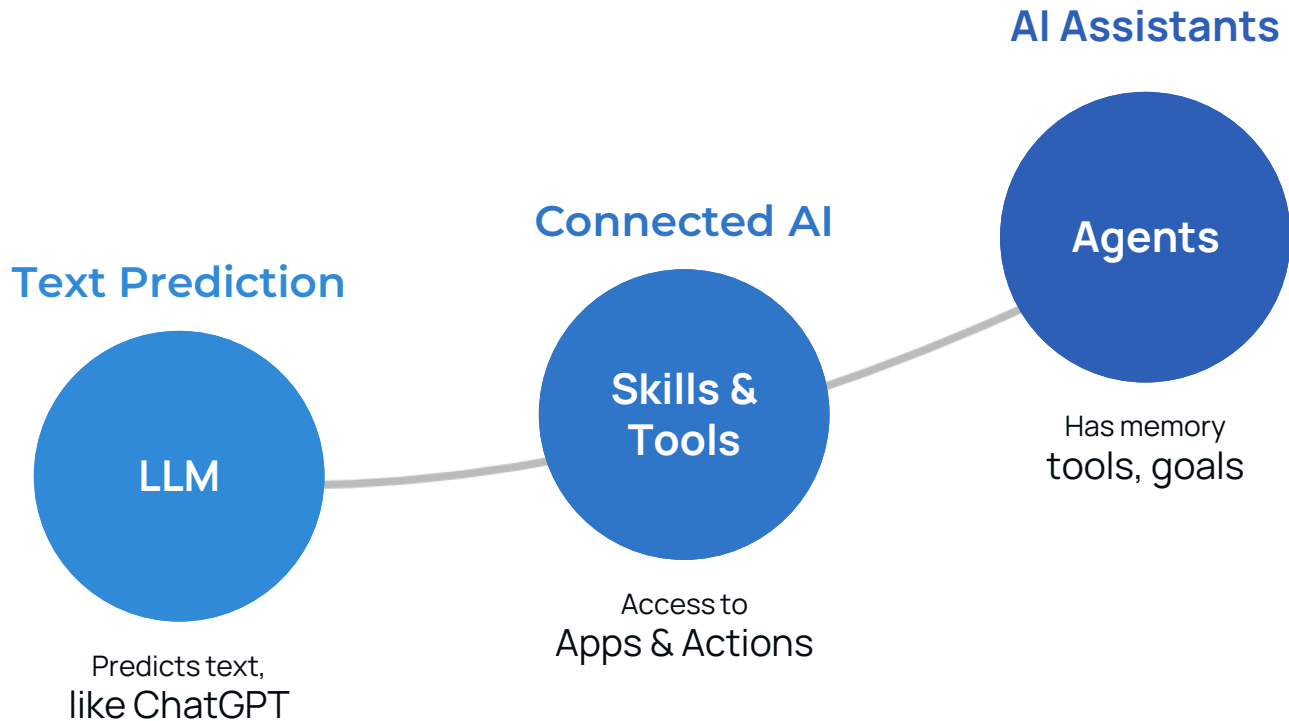 Text Prediction
LLM
Predicts text,
like ChatGPT
Connected AI
Skills &
Tools
Access to
Apps & Actions
AI Assistants
Agents
Has memory
tools, goals